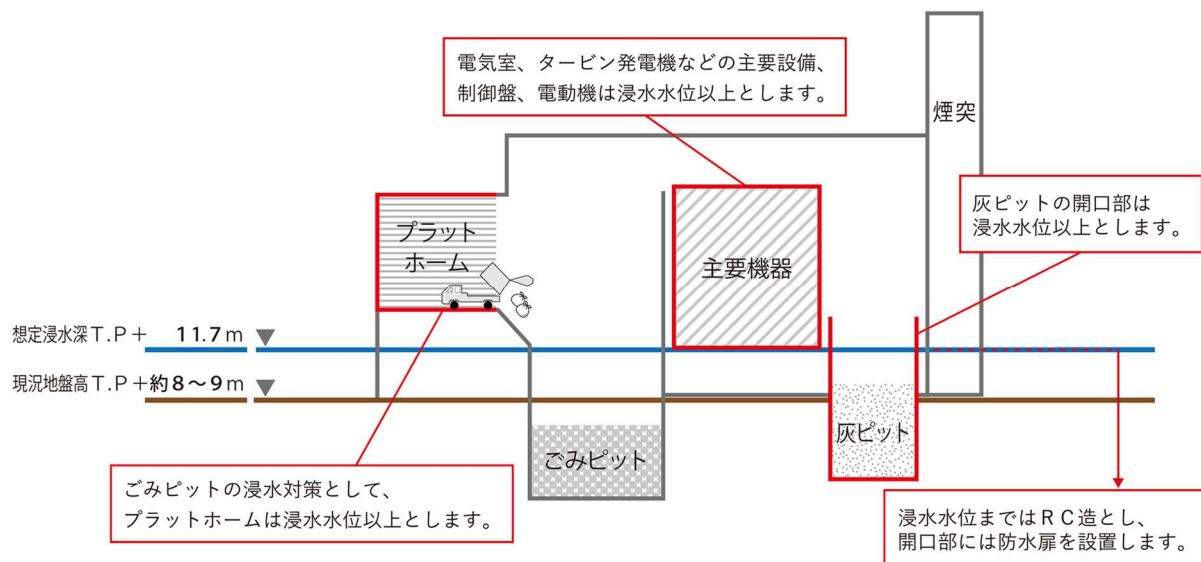 電気室、タービン発電機などの主要設備、
制御盤、電動機は浸水水位以上とします。
煙突
灰ピットの開口部は
浸水水位以上とします。
プラット
ホーム
主要機器
想定浸水深T.P＋ 11.7m
現況地盤高T.P＋約8～9m
灰ピット
ごみピット
ごみピットの浸水対策として、
プラットホームは浸水水位以上とします。
浸水水位まではＲＣ造とし、
開口部には防水扉を設置します。